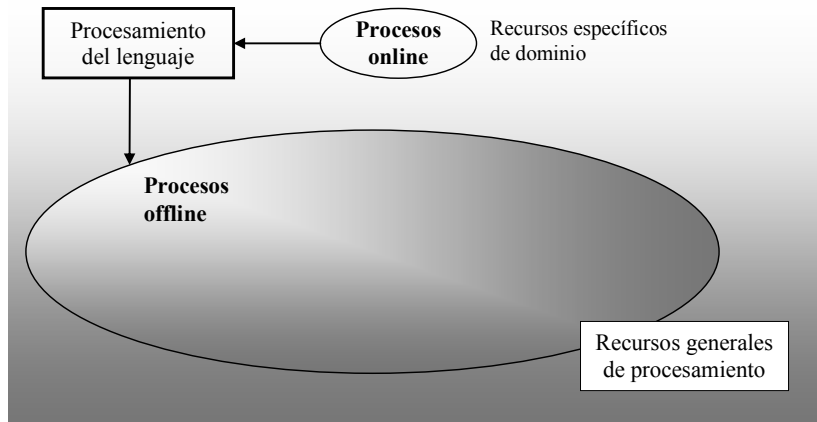 Procesamiento
del lenguaje
Procesos
online
Recursos específicos
de dominio
Procesos
offline
Recursos generales
de procesamiento